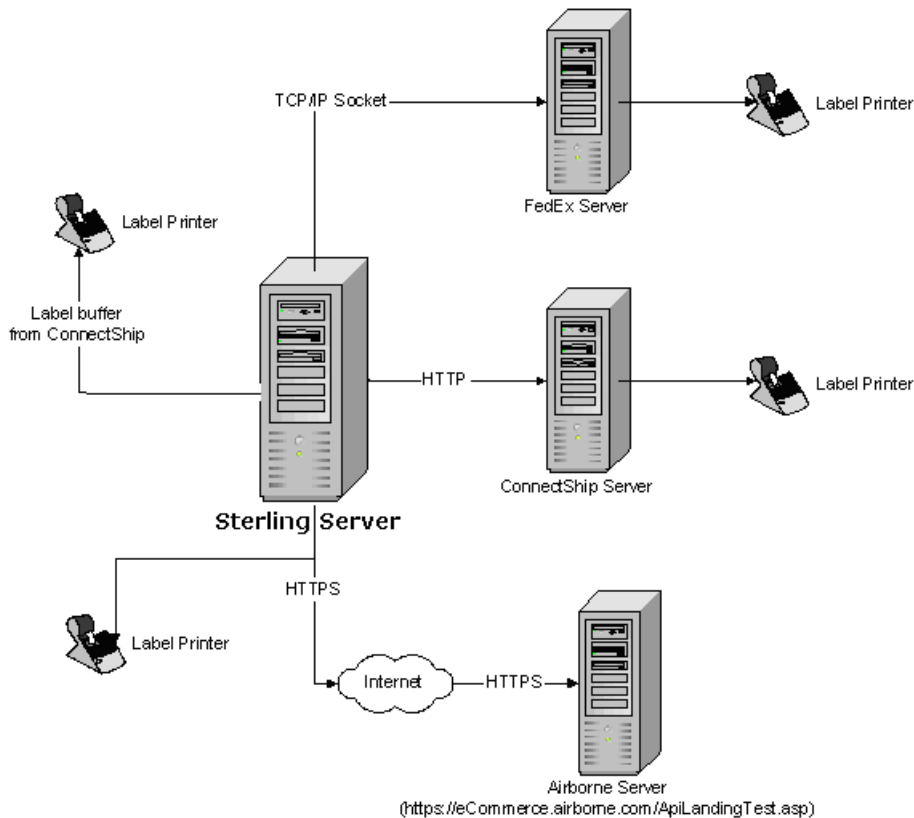 TCP/IP Socket
Label Printer
FedEx Server
Label Printer
Label buffer
from ConnectShip
HTTP
Label Printer
ConnectShip Server
Sterling Server
HTTPS
Label Printer
Internet
HTTPS
Airborne Server
(https://eCommerce.airborne.com/ApiLandingTest.asp)